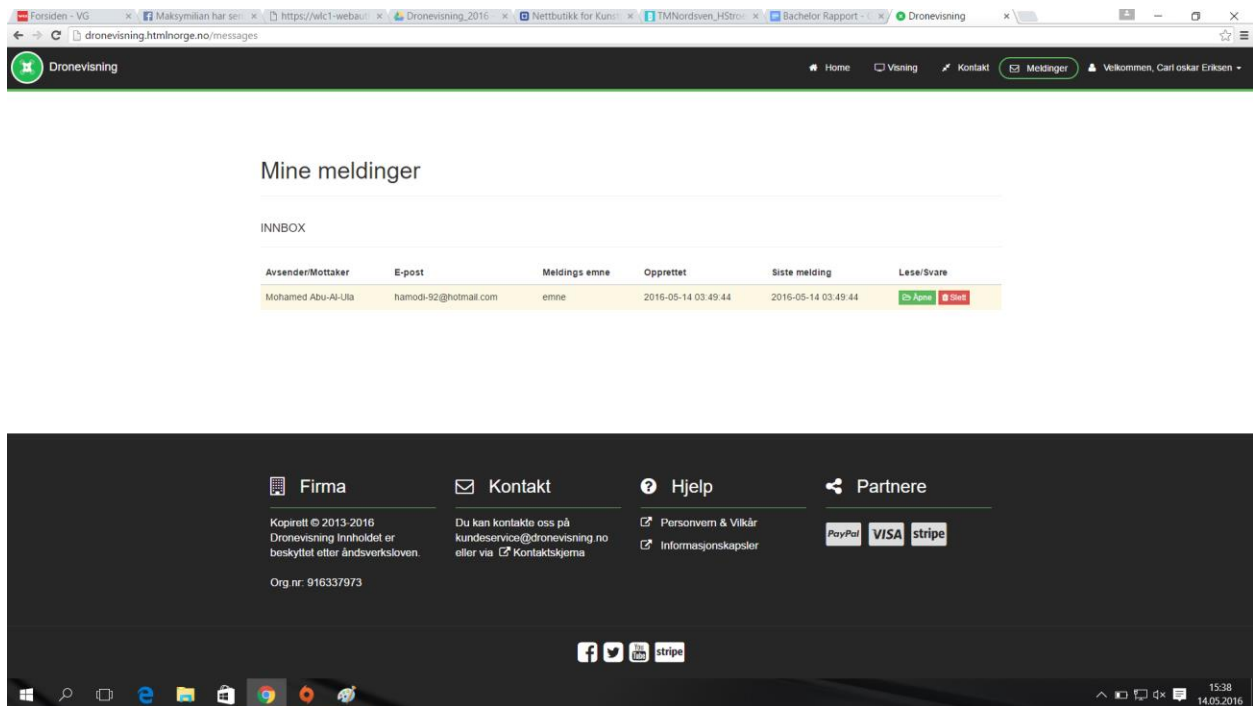 Forsiden - VG
Maksymilian har sen
https://wlc1-webaut
Dronevisning_2016
Nettbutikk for Kuns
TMNordsven_HStro
Bachelor Rapport -
Dronevisning
dronevisning.htmlnorge.no/messages
Dronevisning
Home
Visning
Kontakt
Meldinger
Velkommen, Carl oskar Eriksen
Mine meldinger
INNBOX
Avsender/Mottaker E-post Meldings emne Opprettet Siste melding Lese/Svare
Mohamed Abu-Al-Ula hamodi-92@hotmail.com emne 2016-05-14 03:49:44 2016-05-14 03:49:44 Åpne Slett
Firma
Kopirett © 2013-2016
Dronevisning Innholdet er
beskyttet etter åndsverksloven.
Org.nr: 916337973
Kontakt
Du kan kontakte oss på
kundeservice@dronevisning.no
eller via Kontaktskjema
Hjelp
Personvern & Vilkår
Informasjonskapsler
Partnere
PayPal VISA stripe
You Tube stripe
15:38
14.05.2016